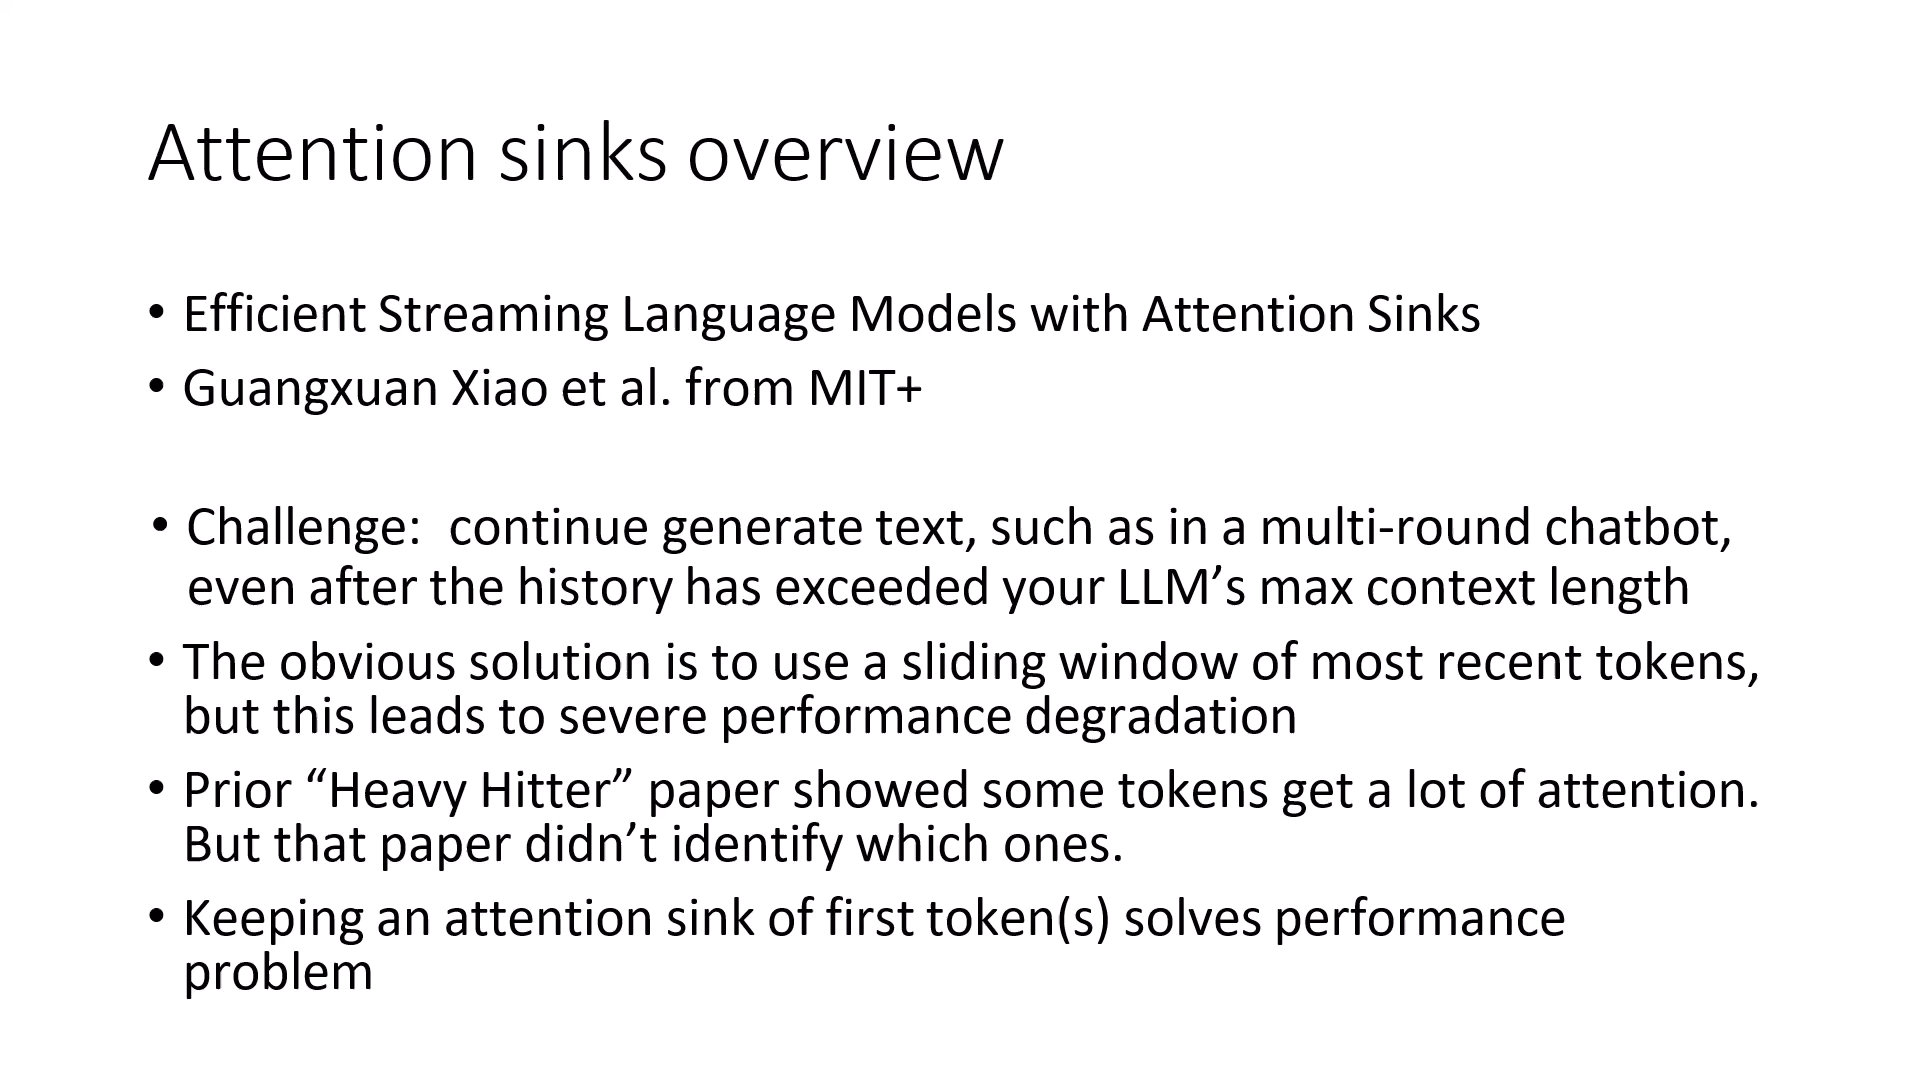 Attention sinks overview
• Efficient Streaming Language Models with Attention Sinks
• Guangxuan Xiao et al. from MIT+
• Challenge:  continue generate text, such as in a multi-round chatbot,
even after the history has exceeded your LLM’s max context length
• The obvious solution is to use a sliding window of most recent tokens,
but this leads to severe performance degradation
• Prior “Heavy Hitter” paper showed some tokens get a lot of attention.
But that paper didn’t identify which ones.
• Keeping an attention sink of first token(s) solves performance
problem